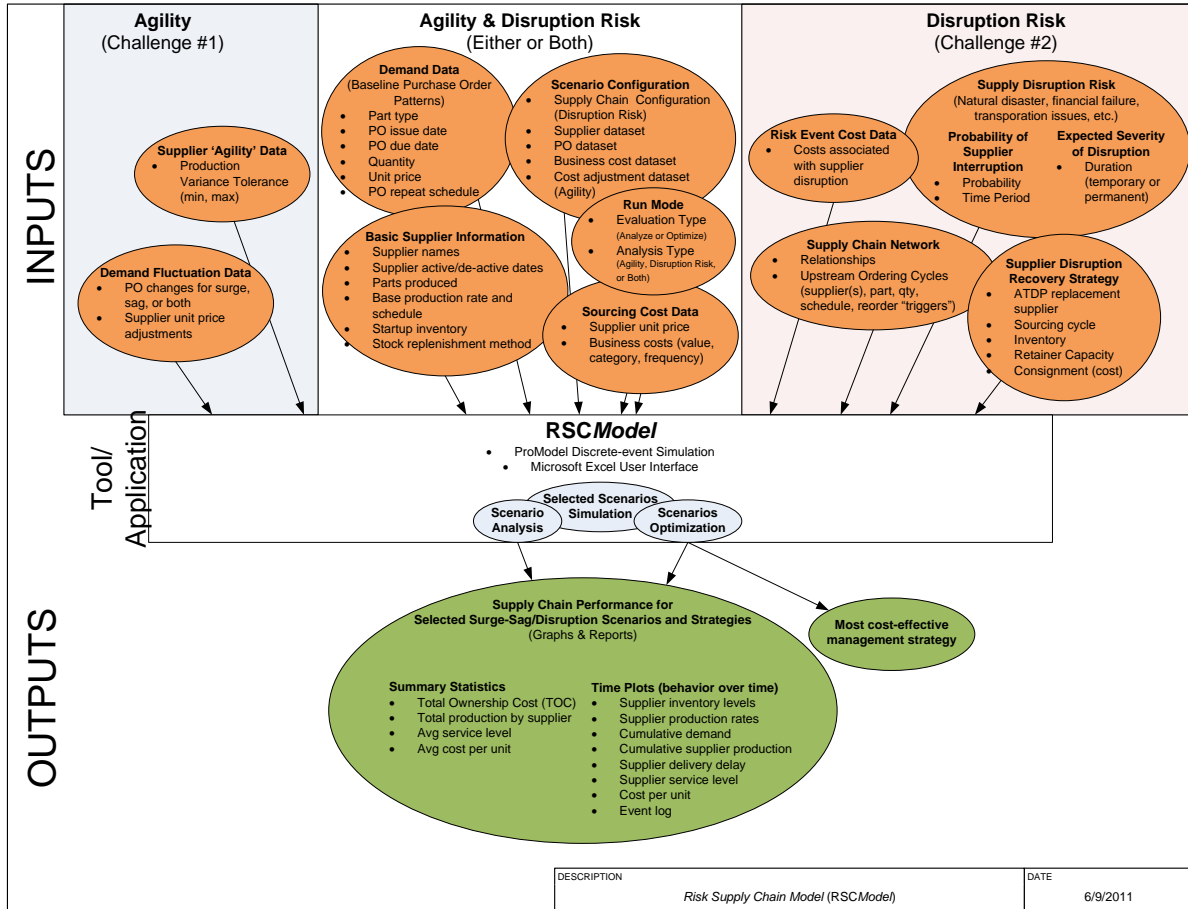 Agility
(Challenge #1)
Agility & Disruption Risk
(Either or Both)
Disruption Risk
(Challenge #2)
INPUTS
Supplier ‘Agility’ Data
• Production
Variance Tolerance
(min, max)
Demand Fluctuation Data
• PO changes for surge,
sag, or both
• Supplier unit price
adjustments
Demand Data
(Baseline Purchase Order
Patterns)
• Part type
• PO issue date
• PO due date
• Quantity
• Unit price
• PO repeat schedule
Scenario Configuration
• Supply Chain Configuration
(Disruption Risk)
• Supplier dataset
• PO dataset
• Business cost dataset
• Cost adjustment dataset
(Agility)
Run Mode
• Evaluation Type
(Analyze or Optimize)
• Analysis Type
(Agility, Disruption Risk,
or Both)
Basic Supplier Information
• Supplier names
• Supplier active/de-active dates
• Parts produced
• Base production rate and
schedule
• Startup inventory
• Stock replenishment method
Sourcing Cost Data
• Supplier unit price
• Business costs (value,
category, frequency)
Risk Event Cost Data
• Costs associated
with supplier
disruption
Supply Disruption Risk
(Natural disaster, financial failure,
transporation issues, etc.)
Probability of
Supplier
Interruption
• Probability
• Time Period
Expected Severity
of Disruption
• Duration
(temporary or
permanent)
Supply Chain Network
• Relationships
• Upstream Ordering Cycles
(supplier(s), part, qty,
schedule, reorder “triggers”)
Supplier Disruption
Recovery Strategy
• ATDP replacement
supplier
• Sourcing cycle
• Inventory
• Retainer Capacity
• Consignment (cost)
Tool/
Application
RSCModel
• ProModel Discrete-event Simulation
• Microsoft Excel User Interface
Selected Scenarios
Simulation
Scenario
Analysis
Scenarios
Optimization
OUTPUTS
Supply Chain Performance for
Selected Surge-Sag/Disruption Scenarios and Strategies
(Graphs & Reports)
Summary Statistics
• Total Ownership Cost (TOC)
• Total production by supplier
• Avg service level
• Avg cost per unit
Time Plots (behavior over time)
• Supplier inventory levels
• Supplier production rates
• Cumulative demand
• Cumulative supplier production
• Supplier delivery delay
• Supplier service level
• Cost per unit
• Event log
Most cost-effective
management strategy
DESCRIPTION
Risk Supply Chain Model (RSCModel)
DATE
6/9/2011